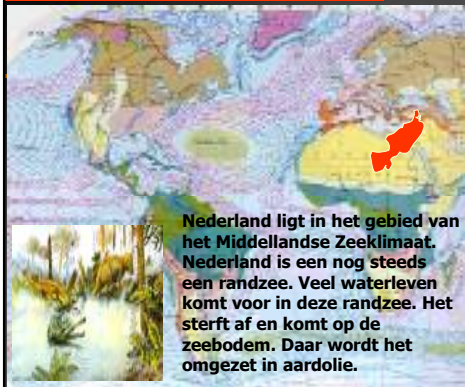 Nederland ligt in het gebied van
het Middellandse Zeeklimaat.
Nederland is een nog steeds
een randzee. Veel waterleven
komt voor in deze randzee. Het
sterft af en komt op de
zeebodem. Daar wordt het
omgezet in aardolie.